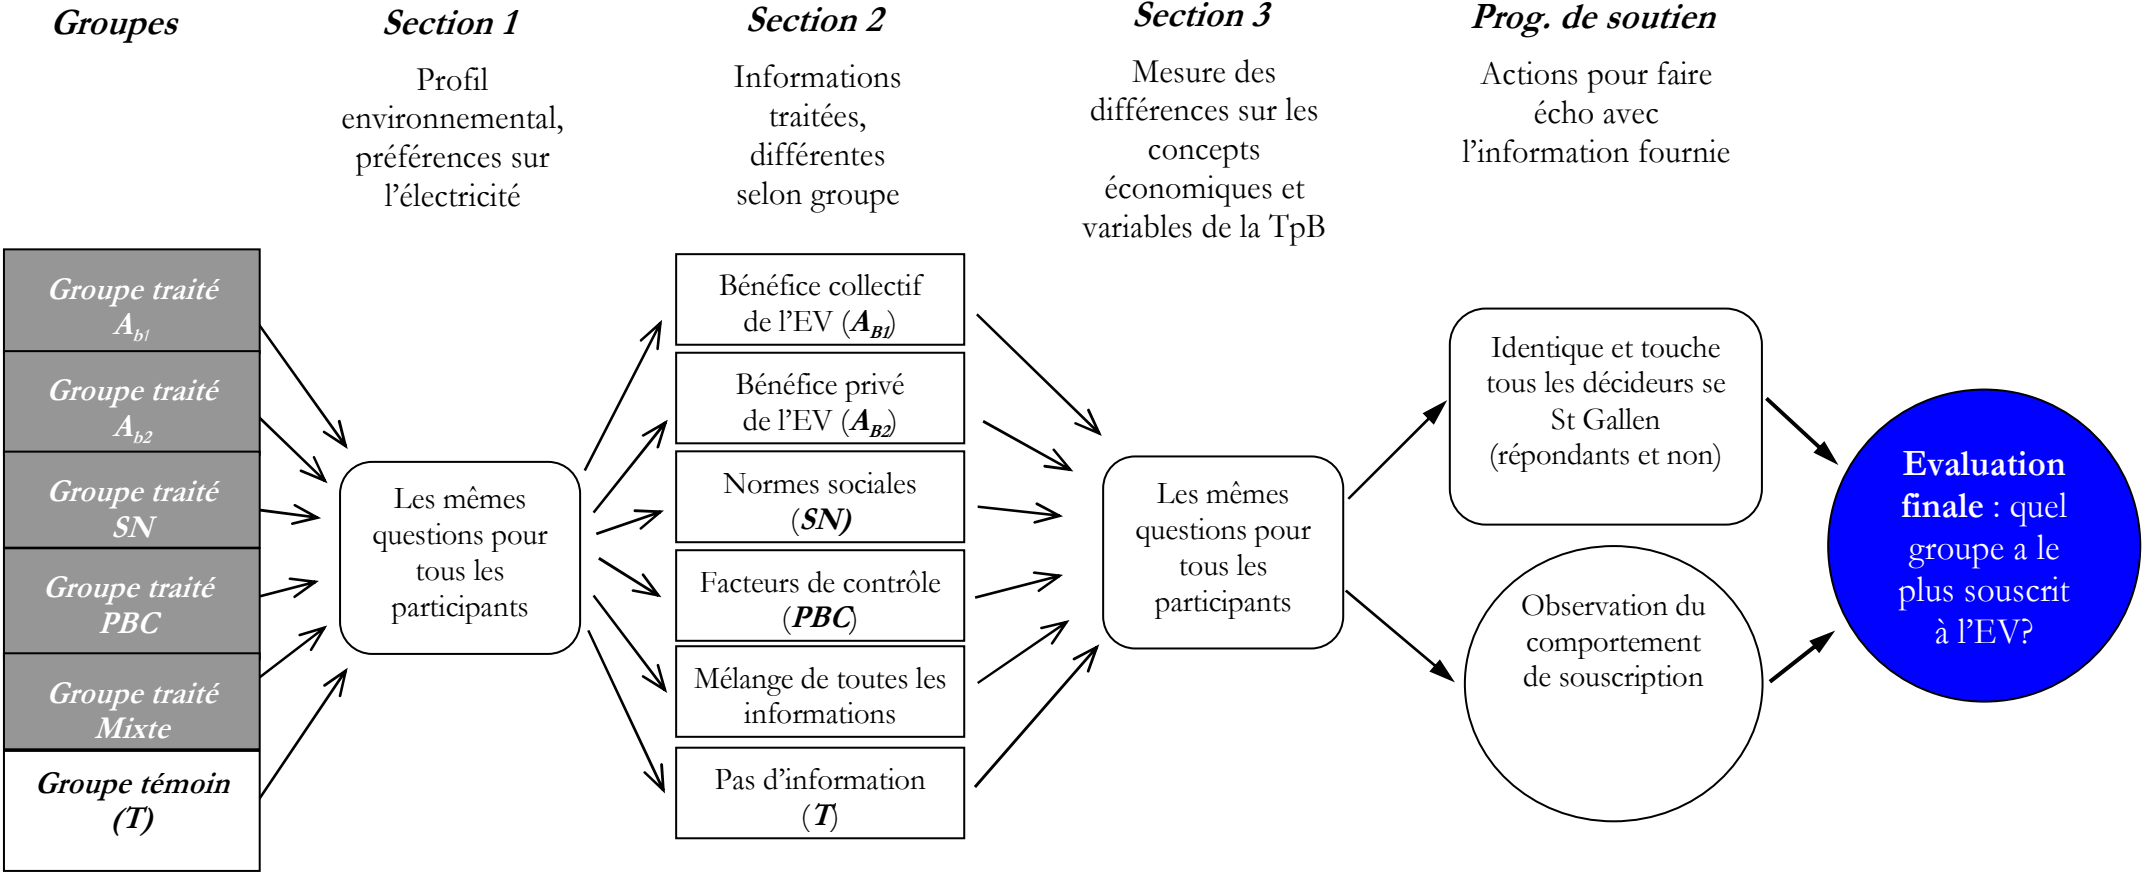 Groupes
Section 1
Section 2
Section 3
Prog. de soutien
Profil
environnemental,
préférences sur
l'électricité
Informations
traitées,
différentes
selon groupe
Mesure des
différences sur les
concepts
économiques et
variables de la TpB
Actions pour faire
écho avec
l'information fournie
Groupe traité
A_b1
Groupe traité
A_b2
Groupe traité
SN
Groupe traité
PBC
Groupe traité
Mixte
Groupe témoin
(T)
Les mêmes
questions pour
tous les
participants
Bénéfice collectif
de l'EV (A_B1)
Bénéfice privé
de l'EV (A_B2)
Normes sociales
(SN)
Facteurs de contrôle
(PBC)
Mélange de toutes les
informations
Pas d'information
(T)
Les mêmes
questions pour
tous les
participants
Identique et touche
tous les décideurs se
St Gallen
(répondants et non)
Observation du
comportement
de souscription
Evaluation
finale : quel
groupe a le
plus souscrit
à l'EV?